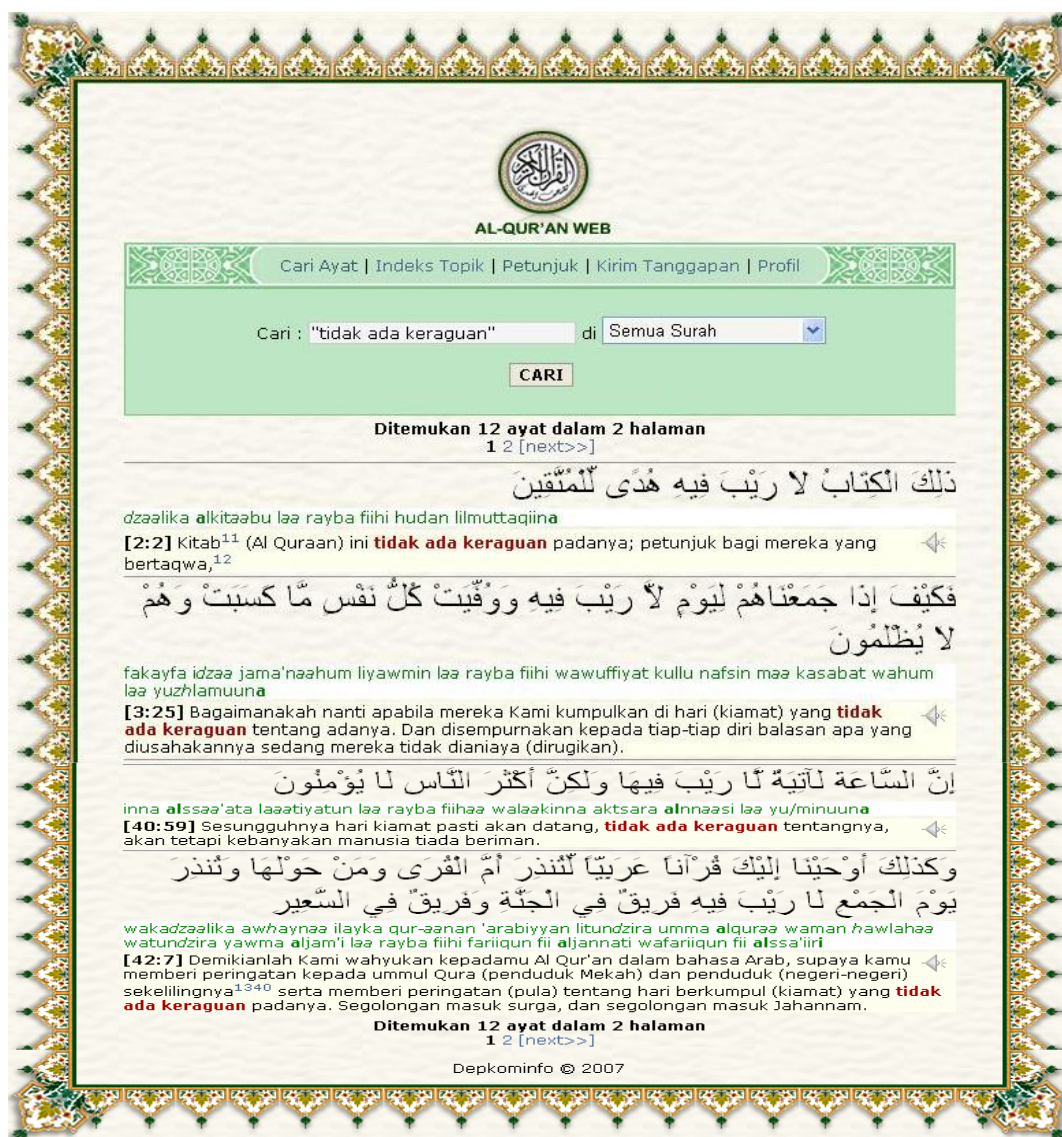 AL-QUR'AN WEB
Cari Ayat | Indeks Topik | Petunjuk | Kirim Tanggapan | Profil
Cari : "tidak ada keraguan" di Semua Surah
CARI
Ditemukan 12 ayat dalam 2 halaman
1 2 [next>>]
ذَلِكَ الْكِتَابُ لاَ رَيْبَ فِيهِ هُدًى لِّلْمُتَّقِينَ
dzaalika alkitaabu laa rayba fiihi hudan lilmuttaqiina
[2:2] Kitab11 (Al Quraan) ini tidak ada keraguan padanya; petunjuk bagi mereka yang
bertaqwa,12
فَكَيْفَ إِذَا جَمَعْنَاهُمْ لِيَوْمٍ لاَّ رَيْبَ فِيهِ وَوُفِّيَتْ كُلُّ نَفْسٍ مَّا كَسَبَتْ وَهُمْ
لاَ يُظْلَمُونَ
fakayfa idzaa jama'naahum liyawmin laa rayba fiihi wawuffiyat kullu nafsin maa kasabat wahum
laa yuzhlamuuna
[3:25] Bagaimanakah nanti apabila mereka Kami kumpulkan di hari (kiamat) yang tidak
ada keraguan tentang adanya. Dan disempurnakan kepada tiap-tiap diri balasan apa yang
diusahakannya sedang mereka tidak dianiaya (dirugikan).
إِنَّ السَّاعَةَ لَآتِيَةٌ لَّا رَيْبَ فِيهَا وَلَكِنَّ أَكْثَرَ النَّاسِ لَا يُؤْمِنُونَ
inna alssaa'ata laaatiyatun laa rayba fiihaa walaakinna aktsara alnnaasi laa yu/minuuna
[40:59] Sesungguhnya hari kiamat pasti akan datang, tidak ada keraguan tentangnya,
akan tetapi kebanyakan manusia tiada beriman.
وَكَذَلِكَ أَوْحَيْنَا إِلَيْكَ قُرْآناً عَرَبِيّاً لِّتُنذِرَ أُمَّ الْقُرَى وَمَنْ حَوْلَهَا وَتُنذِرَ
يَوْمَ الْجَمْعِ لَا رَيْبَ فِيهِ فَرِيقٌ فِي الْجَنَّةِ وَفَرِيقٌ فِي السَّعِيرِ
wakadzaalika awhaynaa ilayka qur-aanan 'arabiyyan litundzira umma alquraa waman hawlahaa
watundzira yawma aljam'i laa rayba fiihi fariiqun fii aljannati wafariiqun fii alssa'iiri
[42:7] Demikianlah Kami wahyukan kepadamu Al Qur'an dalam bahasa Arab, supaya kamu
memberi peringatan kepada ummul Qura (penduduk Mekah) dan penduduk (negeri-negeri)
sekelilingnya1340 serta memberi peringatan (pula) tentang hari berkumpul (kiamat) yang tidak
ada keraguan padanya. Segolongan masuk surga, dan segolongan masuk Jahannam.
Ditemukan 12 ayat dalam 2 halaman
1 2 [next>>]
Depkominfo © 2007